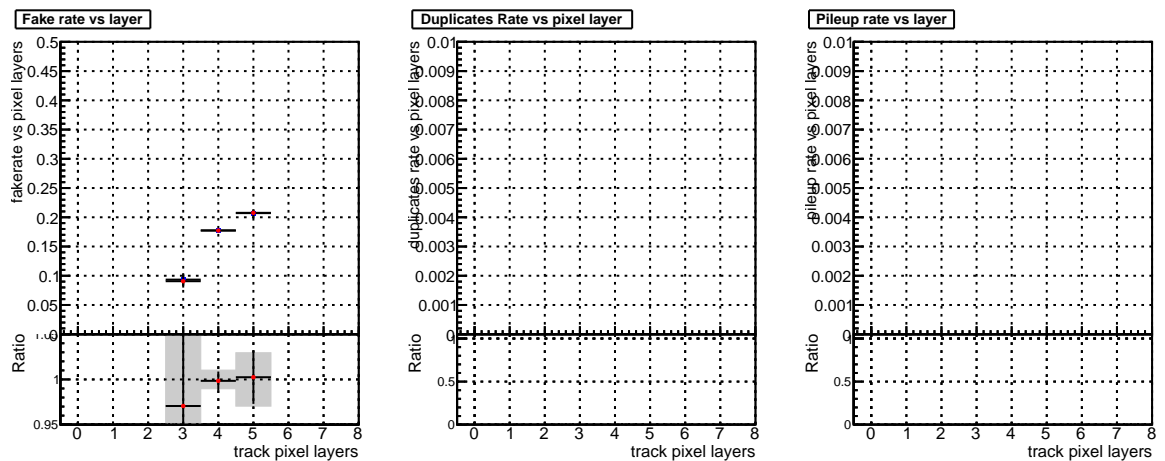 Fake rate vs layer
fakerate vs pixel layers
0.5
0.45
0.4
0.35
0.3
0.25
0.2
0.15
0.1
0.05
0
Ratio
1
0.95
0 1 2 3 4 5 6 7 8
track pixel layers
Duplicates Rate vs pixel layer
duplicates rate vs pixel layers
0.01
0.009
0.008
0.007
0.006
0.005
0.004
0.003
0.002
0.001
0
Ratio
1
0.5
0
0 1 2 3 4 5 6 7 8
track pixel layers
Pileup rate vs layer
pileup rate vs pixel layers
0.01
0.009
0.008
0.007
0.006
0.005
0.004
0.003
0.002
0.001
0
Ratio
1
0.5
0
0 1 2 3 4 5 6 7 8
track pixel layers